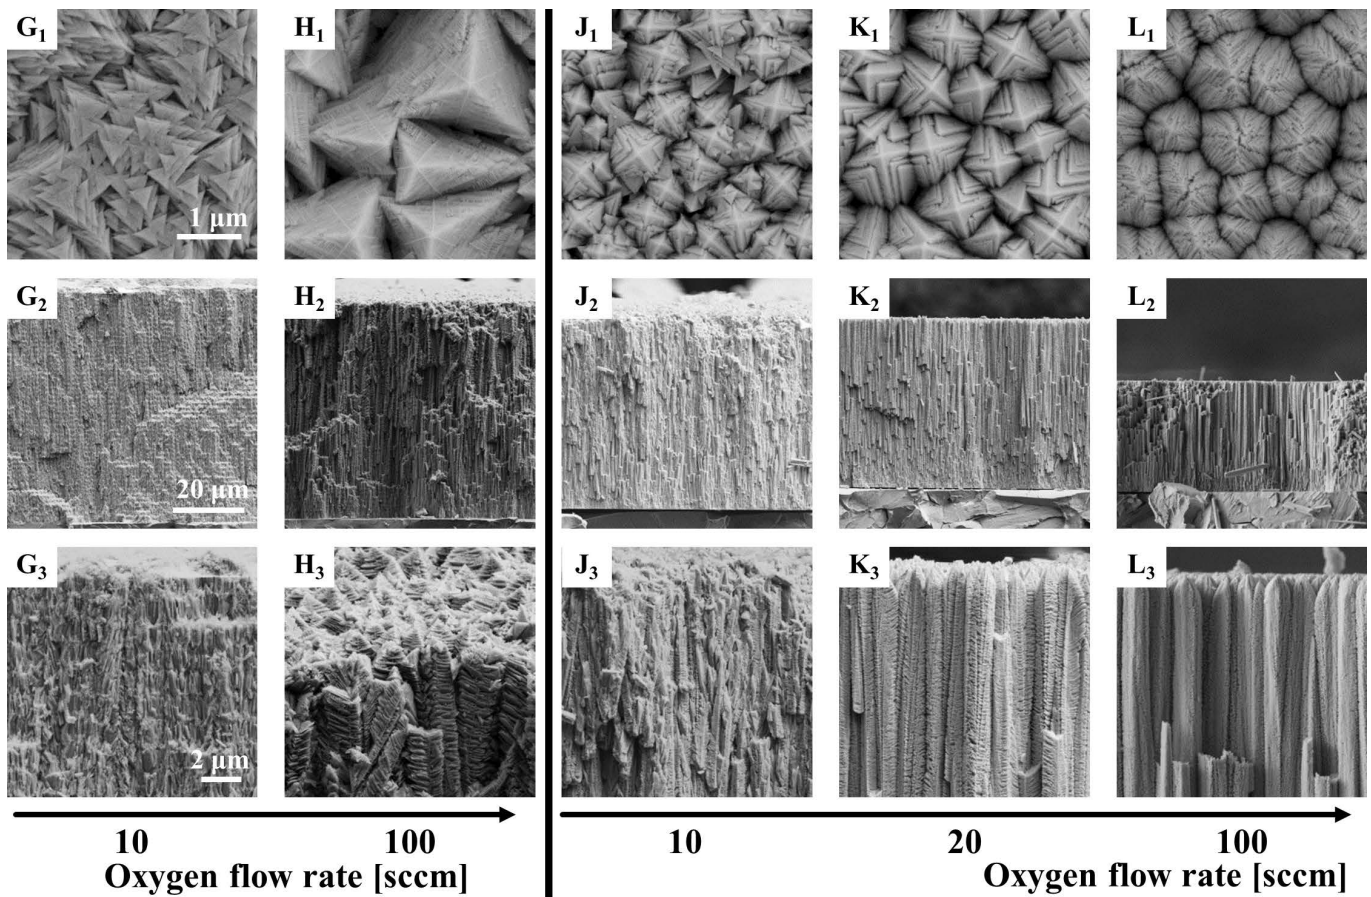 G₁ H₁ J₁ K₁ L₁
1 μm
G₂ H₂ J₂ K₂ L₂
20 μm
G₃ H₃ J₃ K₃ L₃
2 μm
10 100 10 20 100
Oxygen flow rate [sccm] Oxygen flow rate [sccm]